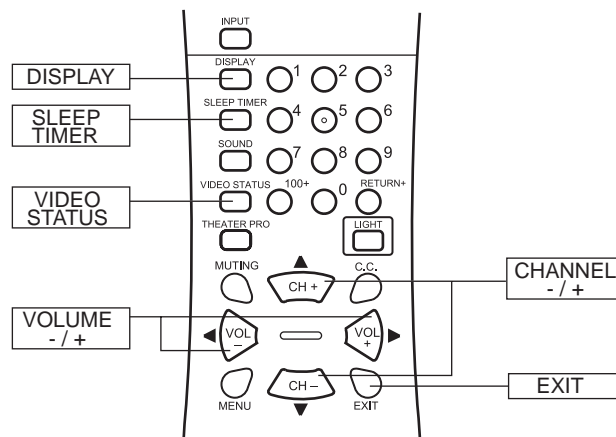 INPUT
DISPLAY
DISPLAY
1 2 3
SLEEP
TIMER
SLEEP TIMER
4 5 6
SOUND
7 8 9
VIDEO
STATUS
VIDEO STATUS
100+
0
RETURN+
THEATER PRO
LIGHT
MUTING
CH +
C.C.
CHANNEL
- / +
VOLUME
- / +
VOL
–
VOL
+
MENU
CH –
EXIT
EXIT